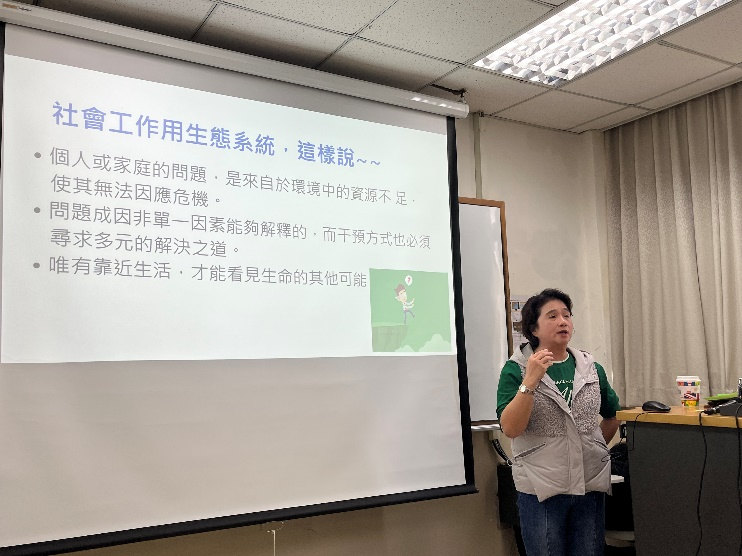 社會工作用生態系統，這樣說~~
• 個人或家庭的問題，是來自於環境中的資源不 足，
使其無法因應危機。
• 問題成因非單一因素能夠解釋的，而干預方式也必須
尋求多元的解決之道。
• 唯有靠近生活，才能看見生命的其他可能
?